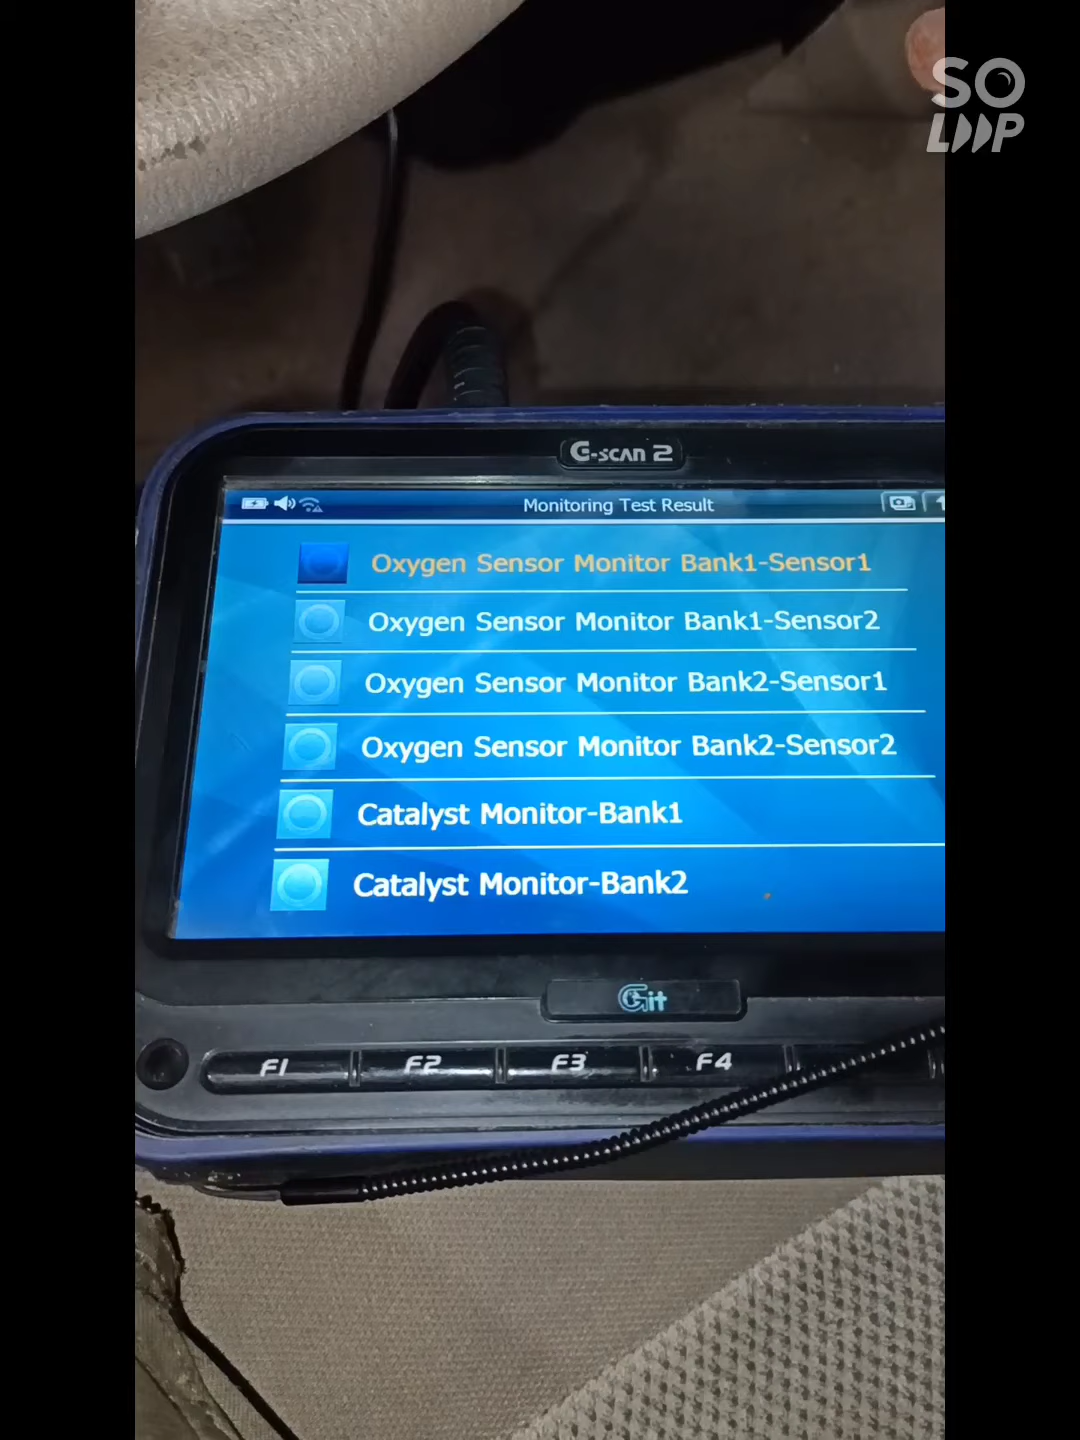 SO
LOOP
G-scan 2
Monitoring Test Result
Oxygen Sensor Monitor Bank1-Sensor1
Oxygen Sensor Monitor Bank1-Sensor2
Oxygen Sensor Monitor Bank2-Sensor1
Oxygen Sensor Monitor Bank2-Sensor2
Catalyst Monitor-Bank1
Catalyst Monitor-Bank2
Git
F1 F2 F3 F4